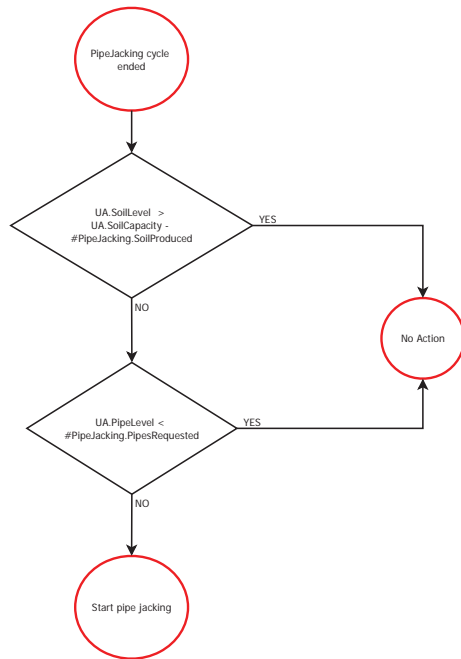 PipeJacking cycle
ended
UA.SoilLevel >
UA.SoilCapacity -
#PipeJacking.SoilProduced
YES
NO
No Action
UA.PipeLevel <
#PipeJacking.PipesRequested
YES
NO
Start pipe jacking